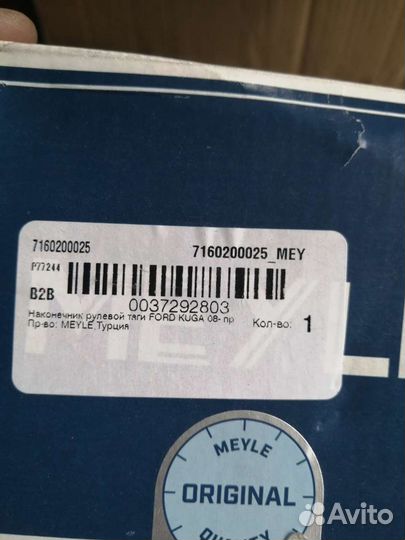 7160200025 7160200025_MEY
P77244
B2B 0037292803
Наконечник рулевой тяги FORD KUGA 08- пр
Пр-во: MEYLE,Турция Кол-во: 1
MEYLE
ORIGINAL
QUALITY
Avito